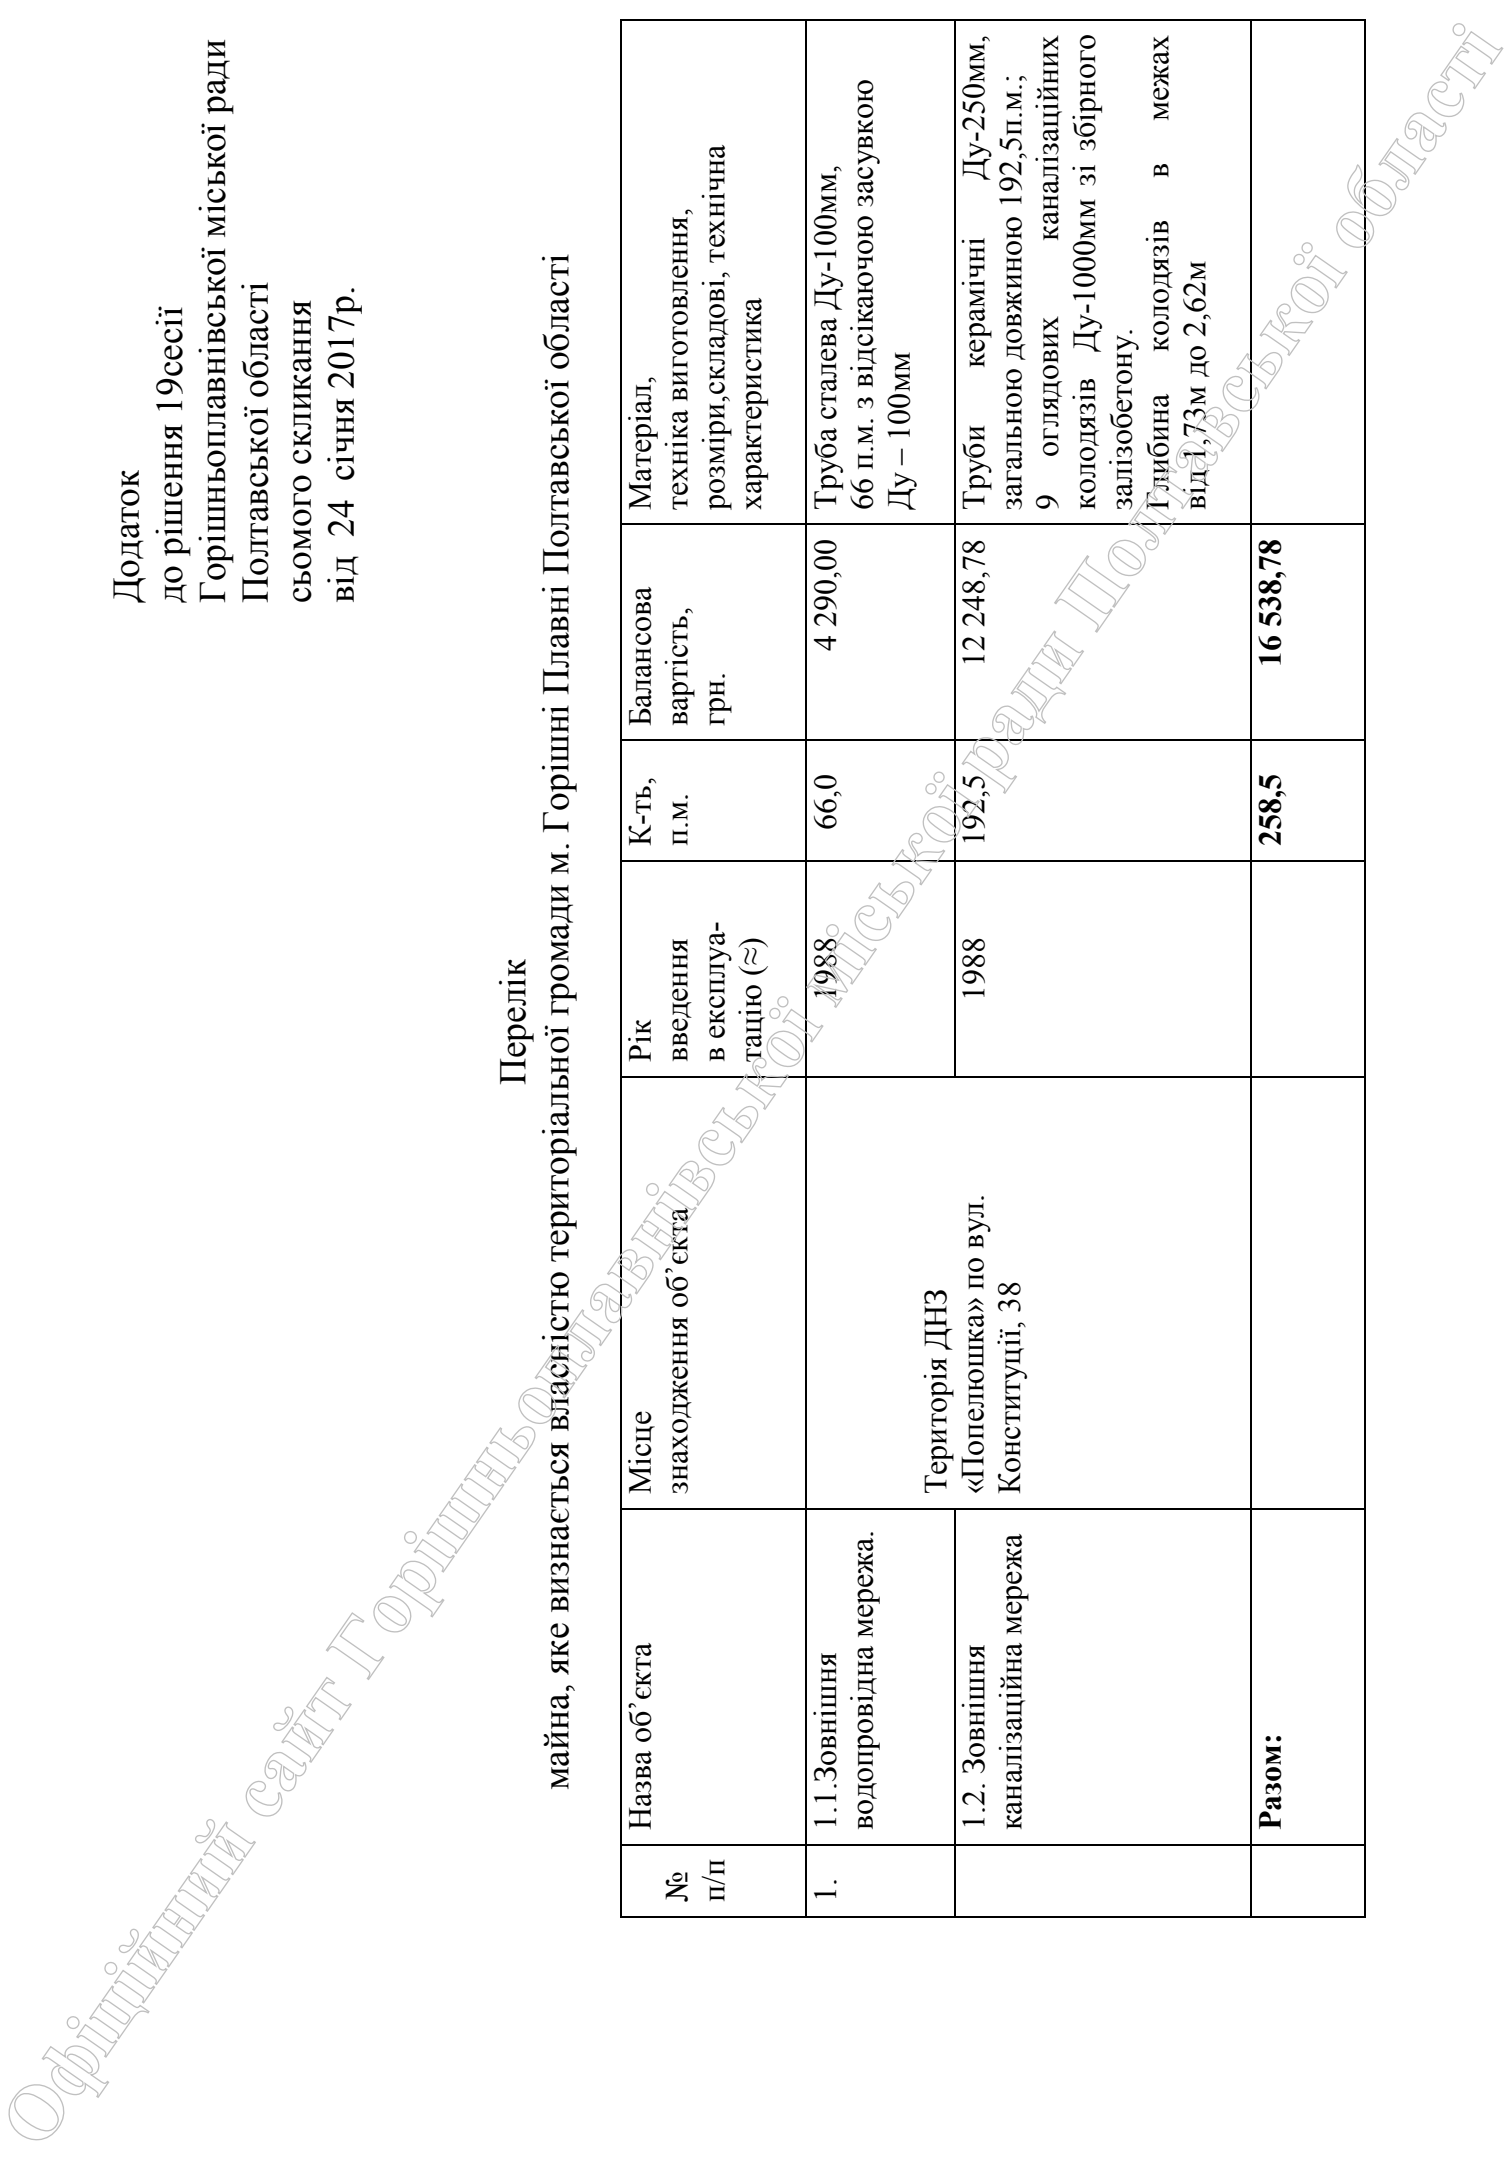 Додаток
до рішення 19сесії
Горішньоплавнівської міської ради
Полтавської області
сьомого скликання
від 24 січня 2017р.
Перелік
майна, яке визнається власністю територіальної громади м. Горішні Плавні Полтавської області
№
п/п
Назва об’єкта
Місце
знаходження об’єкта
Рік
введення
в експлуа-
тацію (≈)
К-ть,
п.м.
Балансова
вартість,
грн.
Матеріал,
техніка виготовлення,
розміри,складові, технічна
характеристика
1.
1.1.Зовнішня
водопровідна мережа.
Територія ДНЗ
«Попелюшка» по вул.
Конституції, 38
1988
66,0
4 290,00
Труба сталева Ду-100мм,
66 п.м. з відсікаючою засувкою
Ду – 100мм
1.2. Зовнішня
каналізаційна мережа
1988
192,5
12 248,78
Труби керамічні Ду-250мм,
загальною довжиною 192,5п.м.;
9 оглядових каналізаційних
колодязів Ду-1000мм зі збірного
залізобетону.
Глибина колодязів в межах
від 1,73м до 2,62м
Разом:
258,5
16 538,78
Офіційний сайт Горішньоплавнівської міської ради Полтавської області